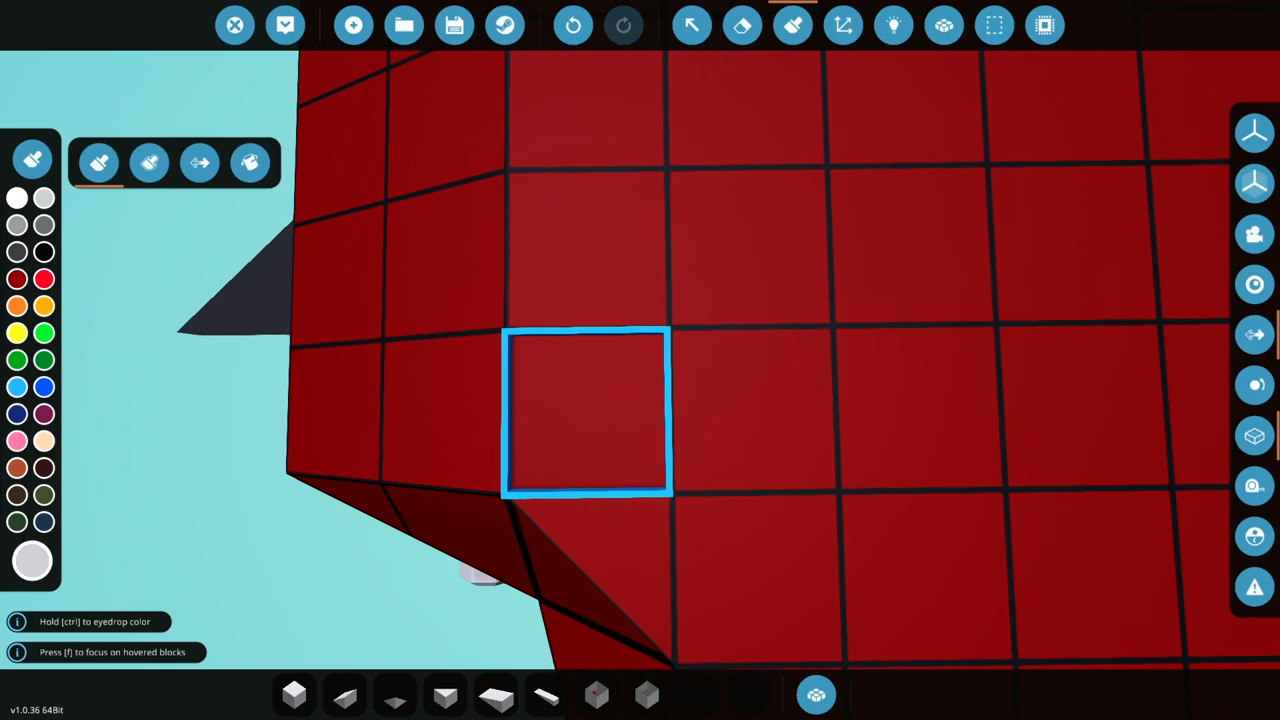 Hold [ctrl] to eyedrop color
Press [f] to focus on hovered blocks
v1.0.36 64Bit